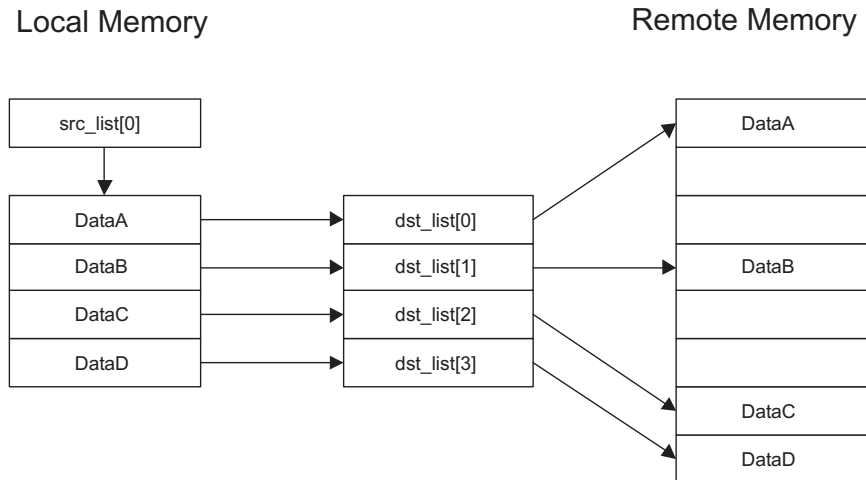 Local Memory
Remote Memory
src_list[0]
DataA
DataA
dst_list[0]
DataB
dst_list[1]
DataB
DataC
dst_list[2]
DataD
dst_list[3]
DataC
DataD